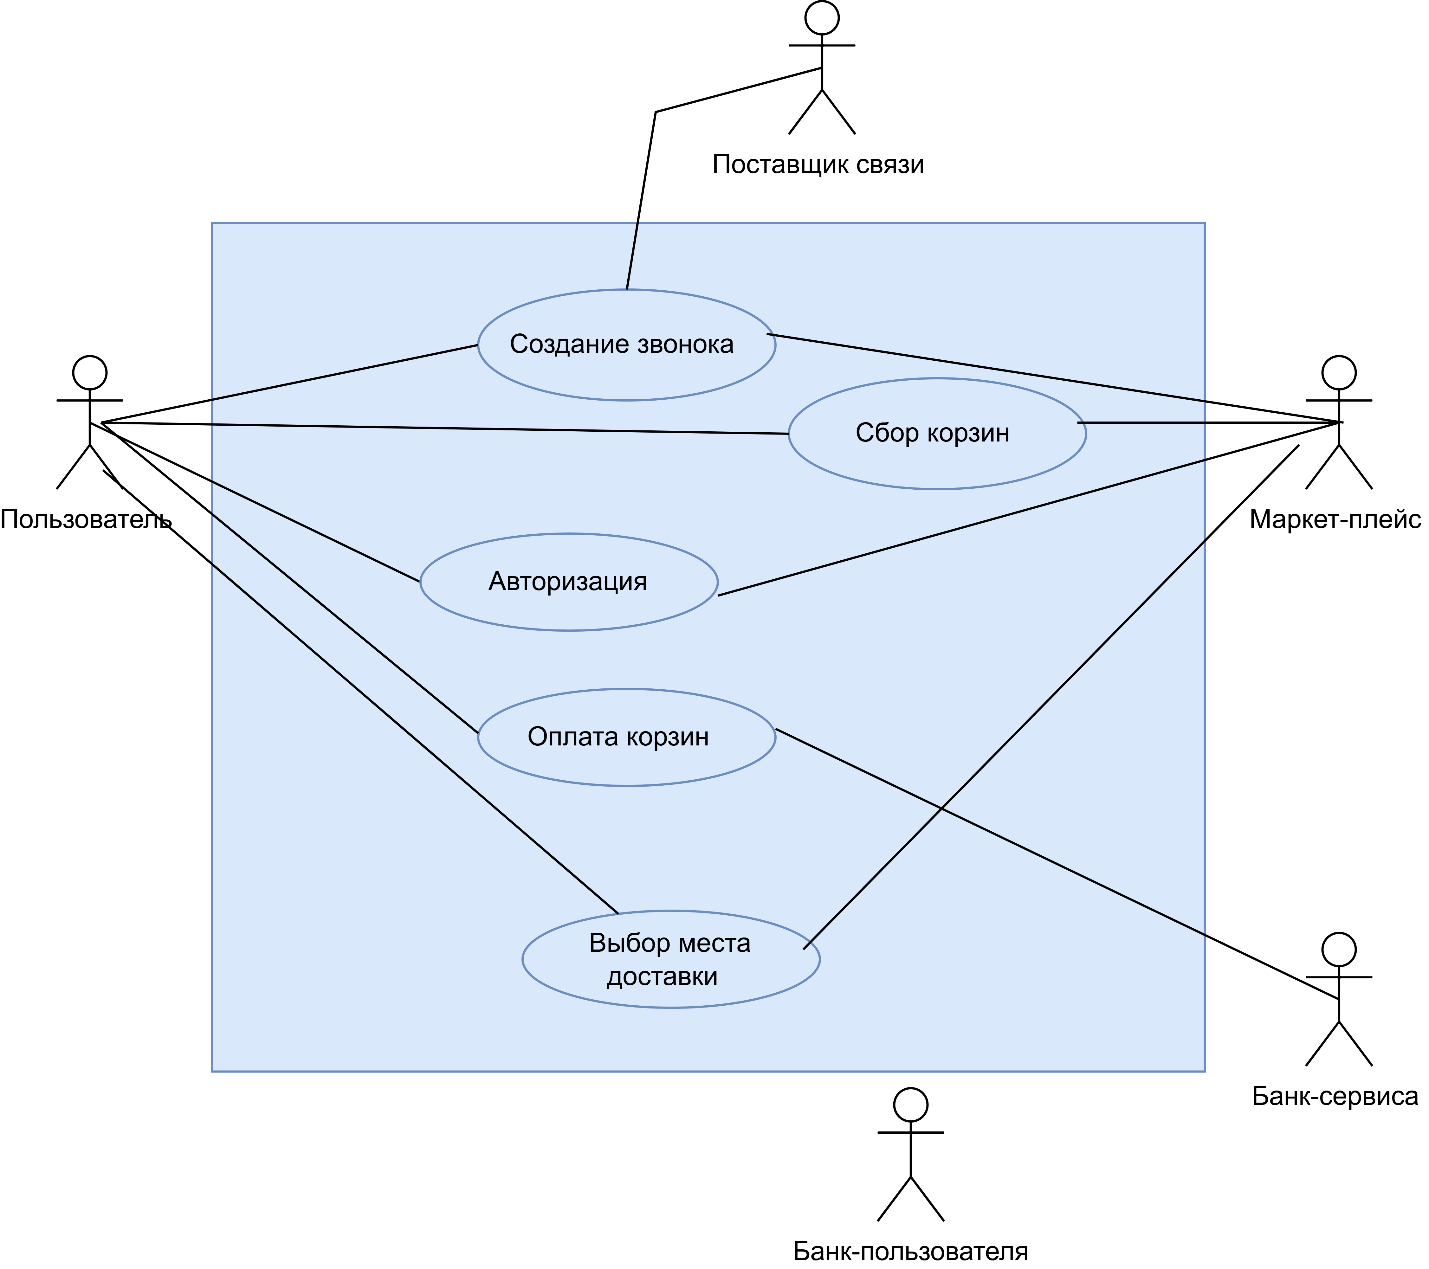 Поставщик связи
Создание звонока
Сбор корзин
Пользователь
Маркет-плейс
Авторизация
Оплата корзин
Выбор места
доставки
Банк-сервиса
Банк-пользователя